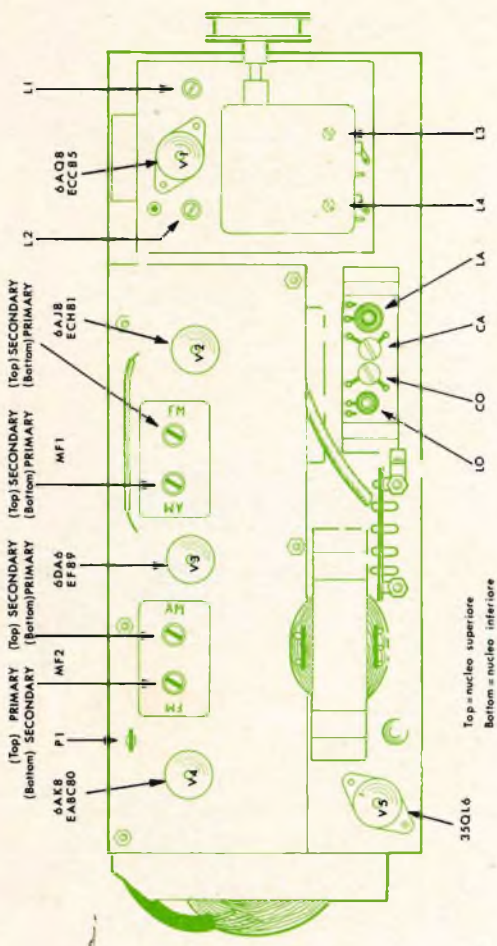 (Top) PRIMARY
(Bottom) SECONDARY
(Top) SECONDARY
(Bottom) PRIMARY
(Top) SECONDARY
(Bottom) PRIMARY
(Top) SECONDARY
(Bottom) PRIMARY
6AK8
EABC80
P1
MF2
6DA6
EF89
MF1
6AJ8
ECH81
L2
6AQ8
ECC85
L1
V4
FM
AM
V3
AM
FM
V2
V1
V5
35QL6
Top = nucleo superiore
Bottom = nucleo inferiore
LO
CO
CA
LA
L4
L3